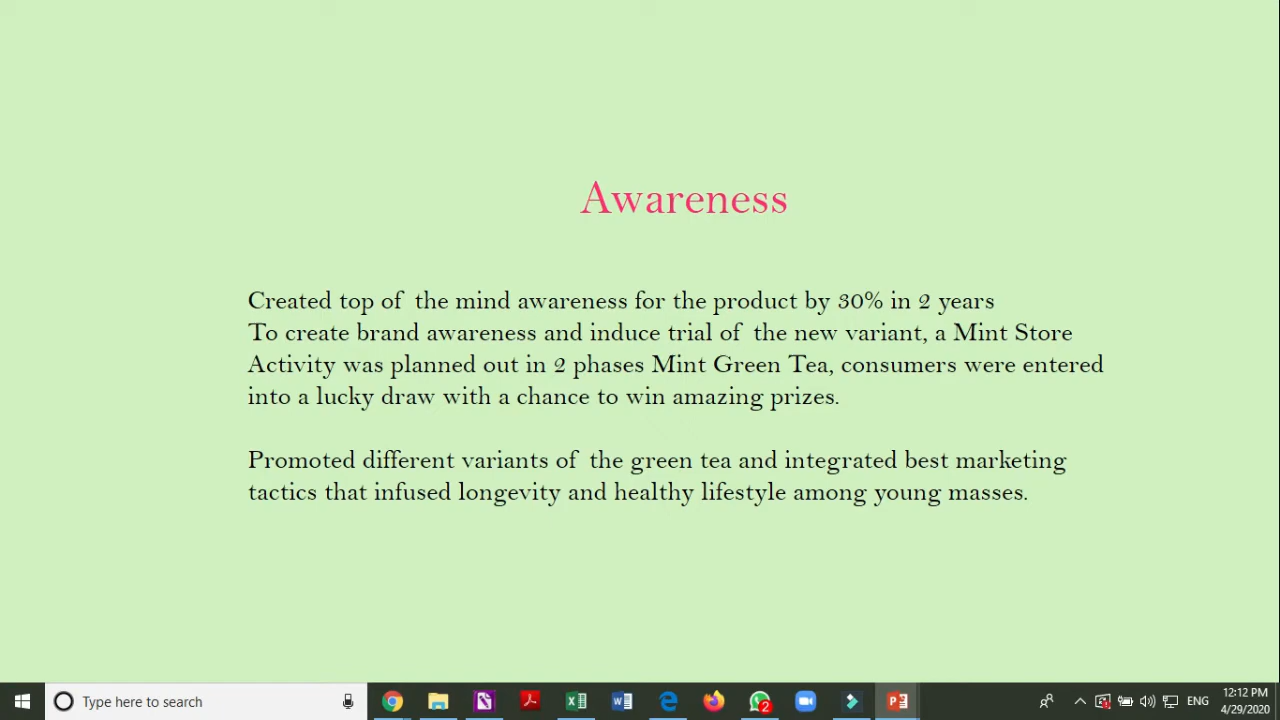 Awareness
Created top of the mind awareness for the product by 30% in 2 years
To create brand awareness and induce trial of the new variant, a Mint Store
Activity was planned out in 2 phases Mint Green Tea, consumers were entered
into a lucky draw with a chance to win amazing prizes.
Promoted different variants of the green tea and integrated best marketing
tactics that infused longevity and healthy lifestyle among young masses.
Type here to search
2
ENG
12:12 PM
4/29/2020